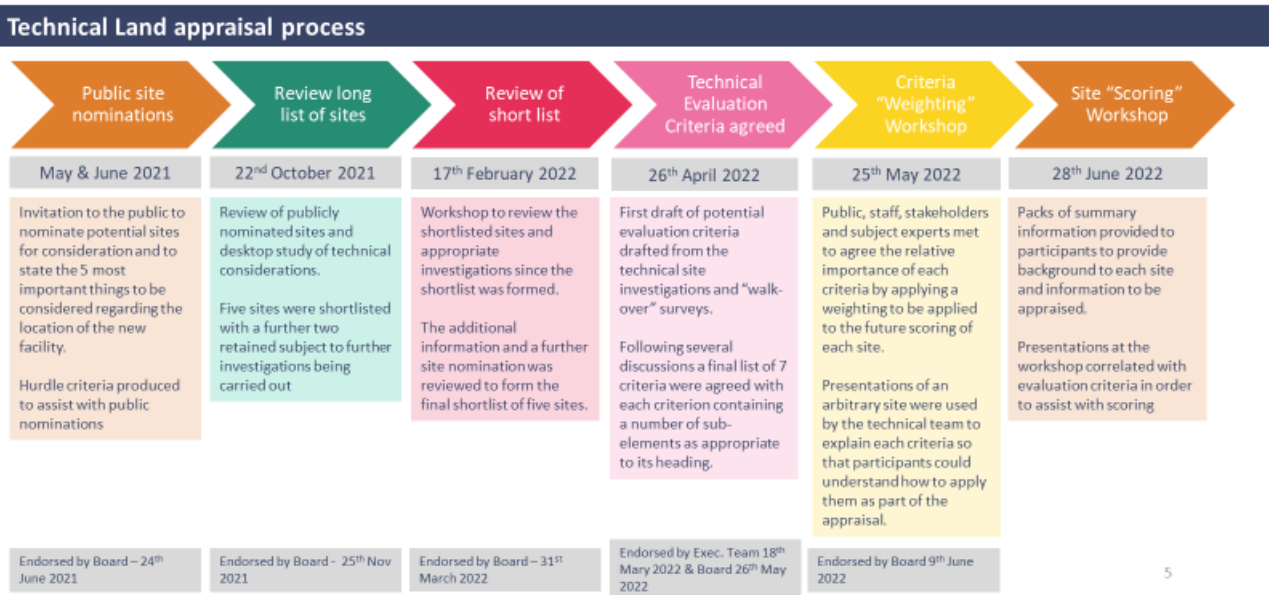 Technical Land appraisal process
Public site
nominations
Review long
list of sites
Review of
short list
Technical
Evaluation
Criteria agreed
Criteria
“Weighting”
Workshop
Site “Scoring”
Workshop
May & June 2021
22nd October 2021
17th February 2022
26th April 2022
25th May 2022
28th June 2022
Invitation to the public to
nominate potential sites
for consideration and to
state the 5 most
important things to be
considered regarding the
location of the new
facility.
Hurdle criteria produced
to assist with public
nominations
Review of publicly
nominated sites and
desktop study of technical
considerations.
Five sites were shortlisted
with a further two
retained subject to further
investigations being
carried out
Workshop to review the
shortlisted sites and
appropriate
investigations since the
shortlist was formed.
The additional
information and a further
site nomination was
reviewed to form the
final shortlist of five sites.
First draft of potential
evaluation criteria
drafted from the
technical site
investigations and “walk-
over” surveys.
Following several
discussions a final list of 7
criteria were agreed with
each criterion containing
a number of sub-
elements as appropriate
to its heading.
Public, staff, stakeholders
and subject experts met
to agree the relative
importance of each
criteria by applying a
weighting to be applied
to the future scoring of
each site.
Presentations of an
arbitrary site were used
by the technical team to
explain each criteria so
that participants could
understand how to apply
them as part of the
appraisal.
Packs of summary
information provided to
participants to provide
background to each site
and information to be
appraised.
Presentations at the
workshop correlated with
evaluation criteria in order
to assist with scoring
Endorsed by Board – 24th
June 2021
Endorsed by Board - 25th Nov
2021
Endorsed by Board – 31st
March 2022
Endorsed by Exec. Team 18th
Mary 2022 & Board 26th May
2022
Endorsed by Board 9th June
2022
5